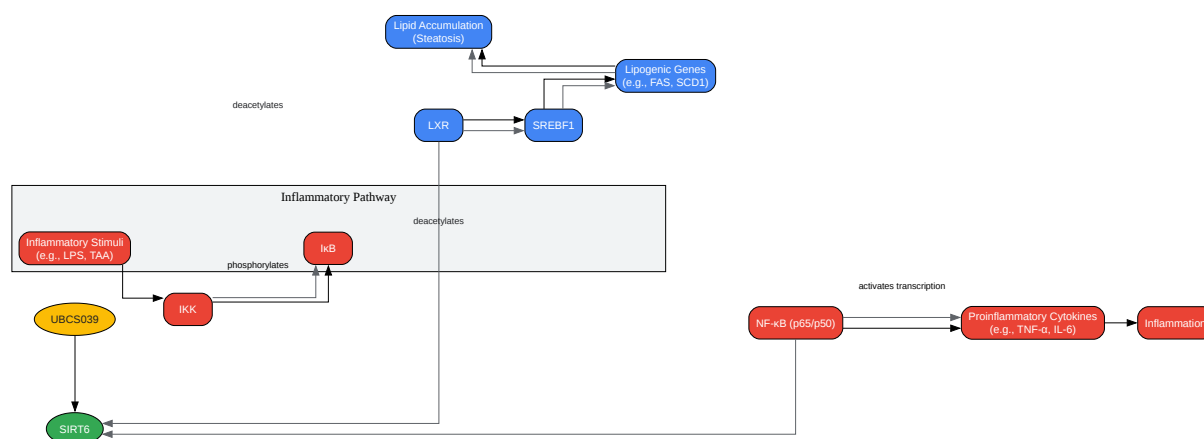 Lipid Accumulation
(Steatosis)
Lipogenic Genes
(e.g., FAS, SCD1)
deacetylates
LXR
SREBF1
Inflammatory Pathway
deacetylates
Inflammatory Stimuli
(e.g., LPS, TAA)
IκB
phosphorylates
activates transcription
IKK
UBCS039
NF-κB (p65/p50)
Proinflammatory Cytokines
(e.g., TNF-α, IL-6)
Inflammation
SIRT6